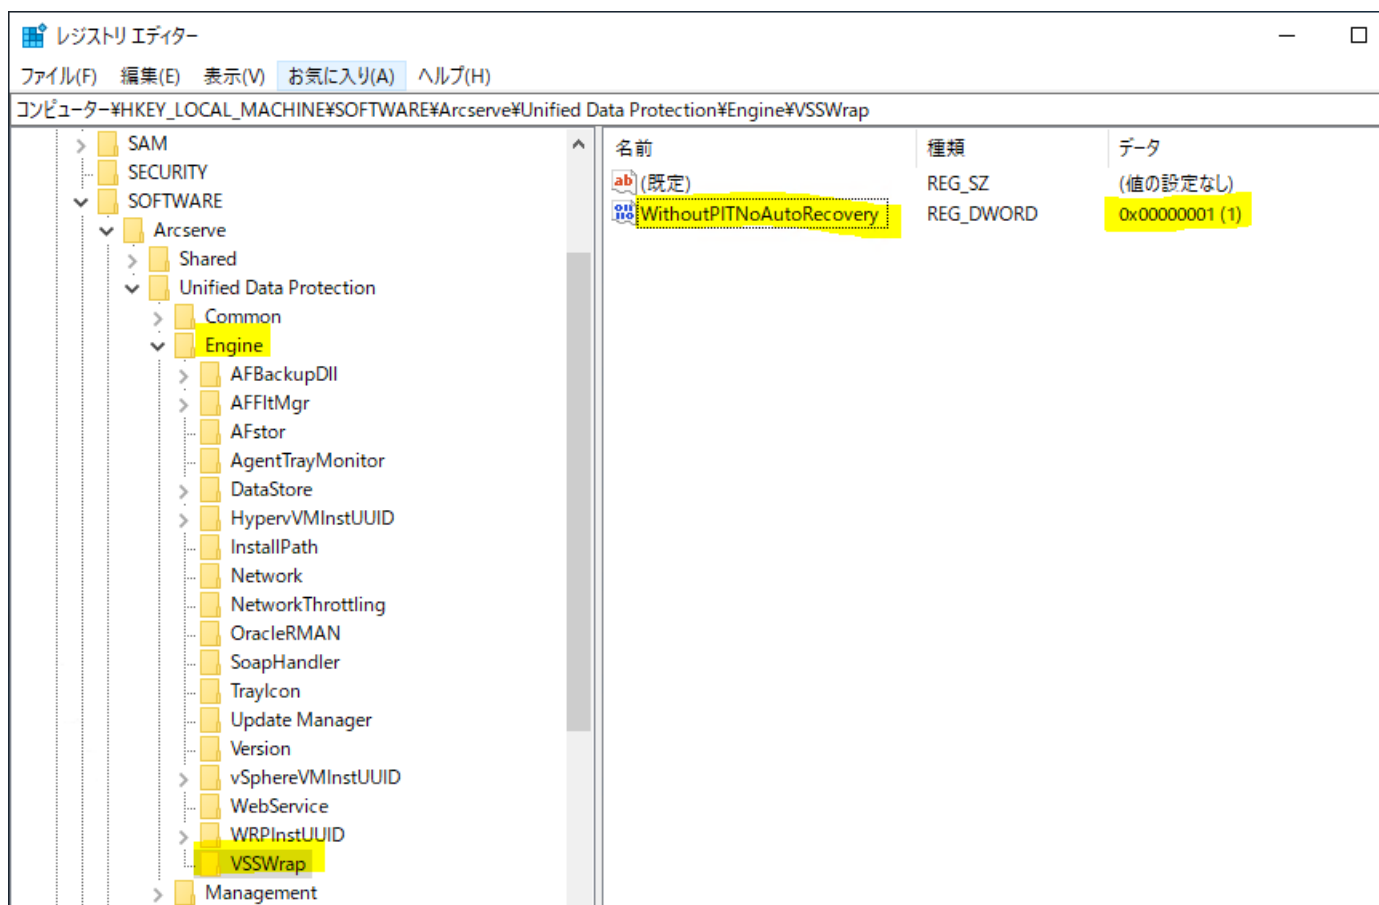 レジストリ エディター
ファイル(F) 編集(E) 表示(V) お気に入り(A) ヘルプ(H)
コンピューター¥HKEY_LOCAL_MACHINE¥SOFTWARE¥Arcserve¥Unified Data Protection¥Engine¥VSSWrap
SAM
SECURITY
SOFTWARE
Arcserve
Shared
Unified Data Protection
Common
Engine
AFBackupDll
AFFltMgr
AFstor
AgentTrayMonitor
DataStore
HypervVMInstUUID
InstallPath
Network
NetworkThrottling
OracleRMAN
SoapHandler
TrayIcon
Update Manager
Version
vSphereVMInstUUID
WebService
WRPInstUUID
VSSWrap
Management
名前 種類 データ
(既定) REG_SZ (値の設定なし)
WithoutPITNoAutoRecovery REG_DWORD 0x00000001 (1)